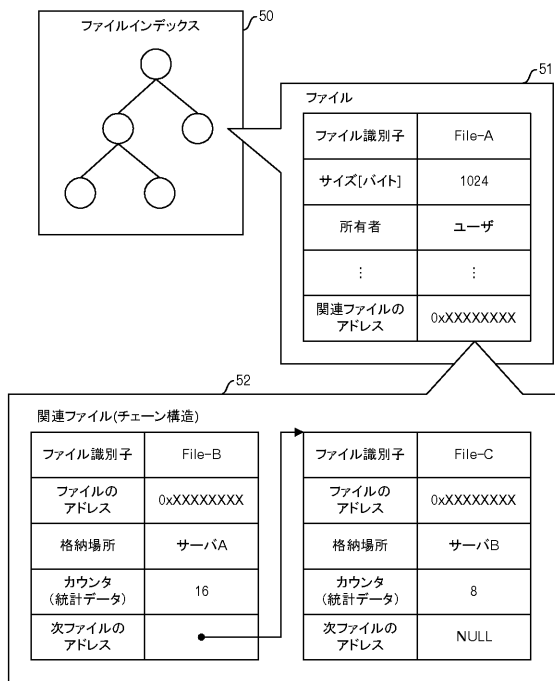 ファイルインデックス
50
51
ファイル
ファイル識別子 File-A
サイズ[バイト] 1024
所有者 ユーザ
⋮ ⋮
関連ファイルの
アドレス 0xXXXXXXXX
52
関連ファイル(チェーン構造)
ファイル識別子 File-B
ファイルの
アドレス 0xXXXXXXXX
格納場所 サーバA
カウンタ
(統計データ) 16
次ファイルの
アドレス
ファイル識別子 File-C
ファイルの
アドレス 0xXXXXXXXX
格納場所 サーバB
カウンタ
(統計データ) 8
次ファイルの
アドレス NULL